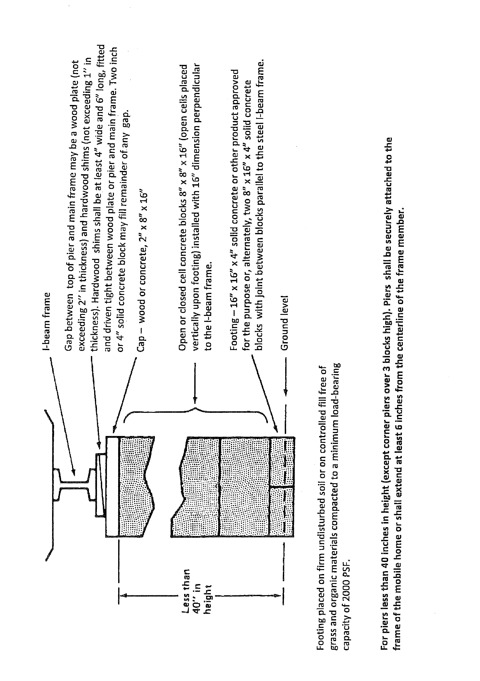 I-beam frame
Gap between top of pier and main frame may be a wood plate (not
exceeding 2" in thickness) and hardwood shims (not exceeding 1" in
thickness). Hardwood shims shall be at least 4" wide and 6" long, fitted
and driven tight between wood plate or pier and main frame. Two inch
or 4" solid concrete block may fill remainder of any gap.
Cap – wood or concrete, 2" x 8" x 16"
Open or closed cell concrete blocks 8" x 8" x 16" (open cells placed
vertically upon footing) installed with 16" dimension perpendicular
to the I-beam frame.
Footing – 16" x 16" x 4" solid concrete or other product approved
for the purpose or, alternately, two 8" x 16" x 4" solid concrete
blocks with joint between blocks parallel to the steel I-beam frame.
Ground level
Less than
40" in
height
Footing placed on firm undisturbed soil or on controlled fill free of
grass and organic materials compacted to a minimum load-bearing
capacity of 2000 PSF.
For piers less than 40 inches in height (except corner piers over 3 blocks high). Piers shall be securely attached to the
frame of the mobile home or shall extend at least 6 inches from the centerline of the frame member.